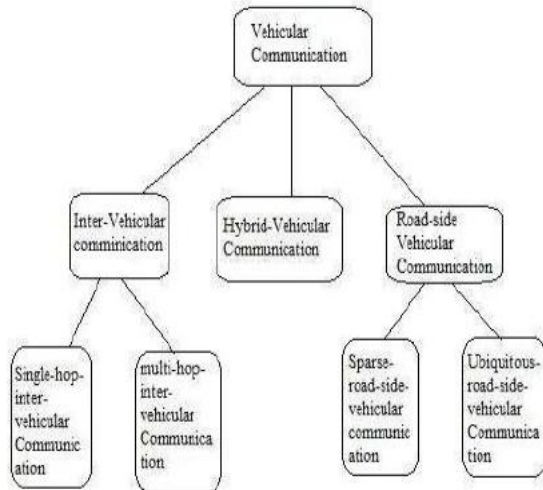 Vehicular
Communication
Inter-Vehicular
comminication
Hybrid-Vehicular
Communication
Road-side
Vehicular
Communication
Single-hop-
inter-
vehicular
Communic
ation
multi-hop-
inter-
vehicular
Communica
tion
Sparse-
road-side-
vehicular
communic
ation
Ubiquitous-
road-side-
vehicular
Communica
tion